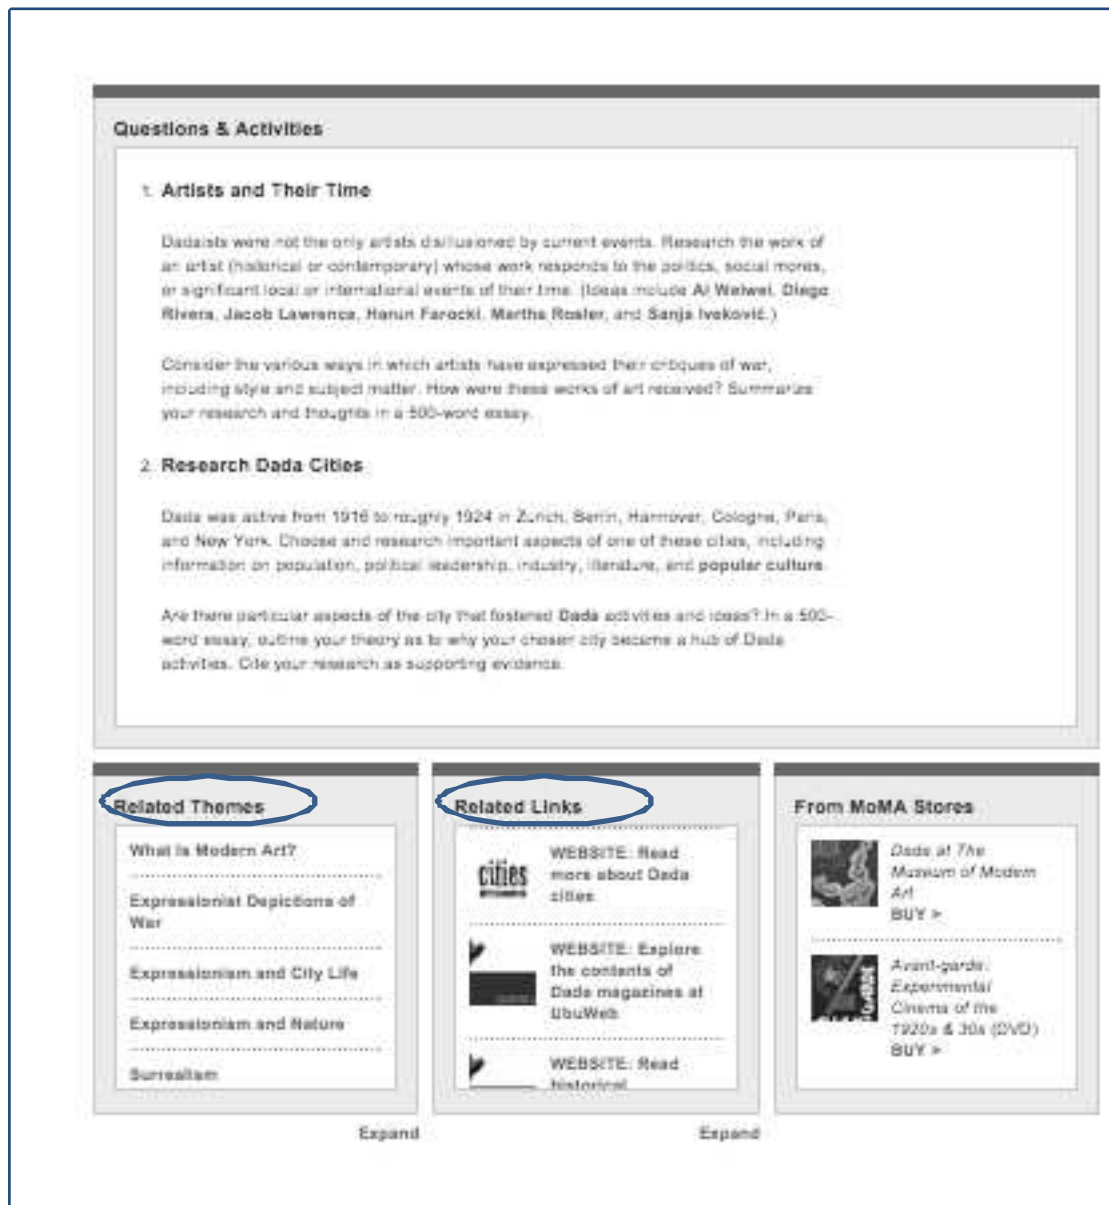 Questions & Activities
1. Artists and Their Time
Dadaists were not the only artists disillusioned by current events. Research the work of
an artist (historical or contemporary) whose work responds to the politics, social mores,
or significant local or international events of their time. (Ideas include Ai Weiwei, Diego
Rivera, Jacob Lawrence, Harun Farocki, Martha Rosler, and Sanja Iveković.)
Consider the various ways in which artists have expressed their critiques of war,
including style and subject matter. How were these works of art received? Summarize
your research and thoughts in a 500-word essay.
2. Research Dada Cities
Dada was active from 1916 to roughly 1924 in Zurich, Berlin, Hannover, Cologne, Paris,
and New York. Choose and research important aspects of one of these cities, including
information on population, political leadership, industry, literature, and popular culture.
Are there particular aspects of the city that fostered Dada activities and ideas? In a 500-
word essay, outline your theory as to why your chosen city became a hub of Dada
activities. Cite your research as supporting evidence.
Related Themes
What is Modern Art?
Expressionist Depictions of
War
Expressionism and City Life
Expressionism and Nature
Surrealism
Expand
Related Links
cities
WEBSITE: Read
more about Dada
cities
WEBSITE: Explore
the contents of
Dada magazines at
UbuWeb
WEBSITE: Read
historical
Expand
From MoMA Stores
Dada at The
Museum of Modern
Art
BUY »
Avant-garde:
Experimental
Cinema of the
1920s & 30s (DVD)
BUY »